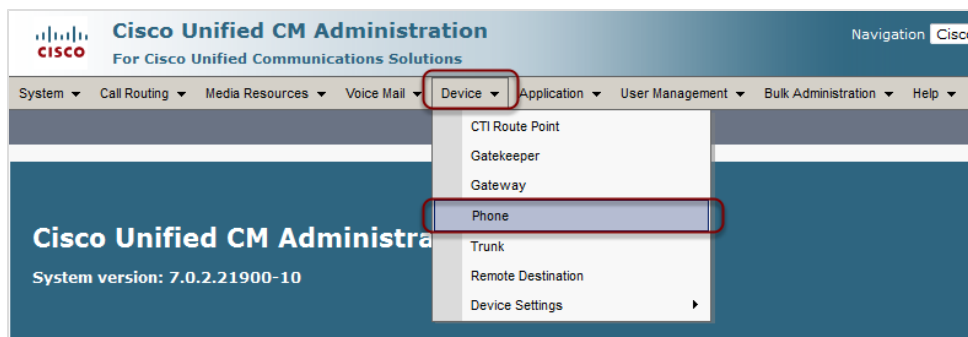 Cisco Unified CM Administration
For Cisco Unified Communications Solutions
CISCO
Navigation Cisco
System Call Routing Media Resources Voice Mail Device Application User Management Bulk Administration Help
CTI Route Point
Gatekeeper
Gateway
Phone
Trunk
Remote Destination
Device Settings
Cisco Unified CM Administra
System version: 7.0.2.21900-10